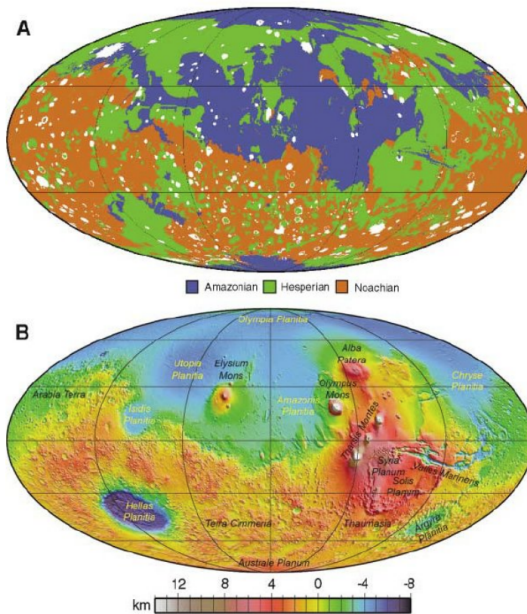 A
Amazonian Hesperian Noachian
B
Olympia Planitia
Alba
Patera
Utopia
Planitia
Elysium
Mons
Chryse
Planitia
Olympus
Mons
Arabia Terra
Amazonis
Planitia
Isidis
Planitia
Tharsis Montes
Syria
Planum
Valles Marineris
Solis
Planum
Hellas
Planitia
Terra Cimmeria
Thaumasia
Argyre
Planitia
Australe Planum
km 12 8 4 0 -4 -8